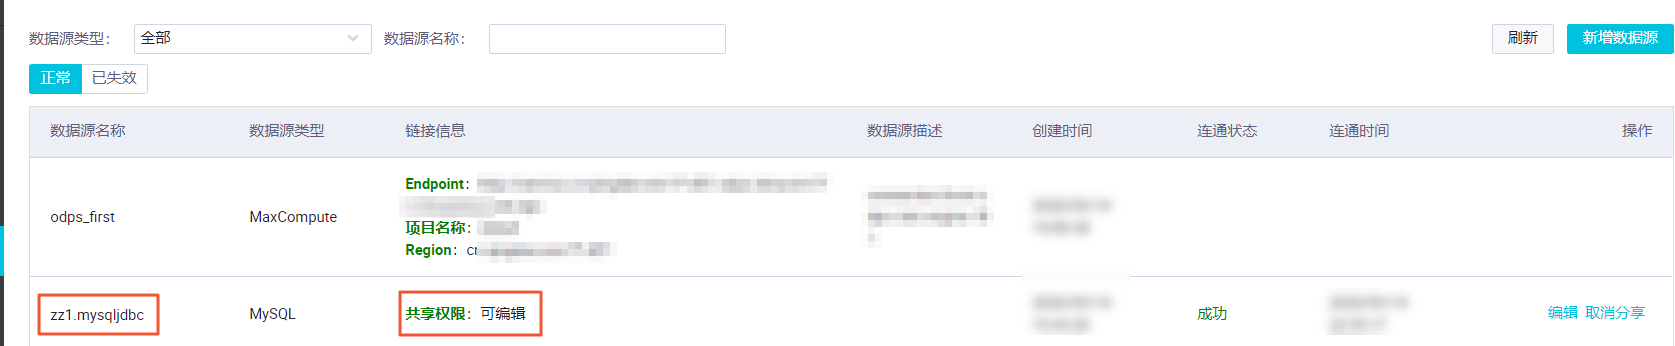 数据源类型： 全部 数据源名称： 刷新 新增数据源
正常 已失效
数据源名称 数据源类型 链接信息 数据源描述 创建时间 连通状态 连通时间 操作
Endpoint：
odps_first MaxCompute
项目名称：
Region：
zz1.mysqljdbc MySQL 共享权限：可编辑 成功 编辑 取消分享